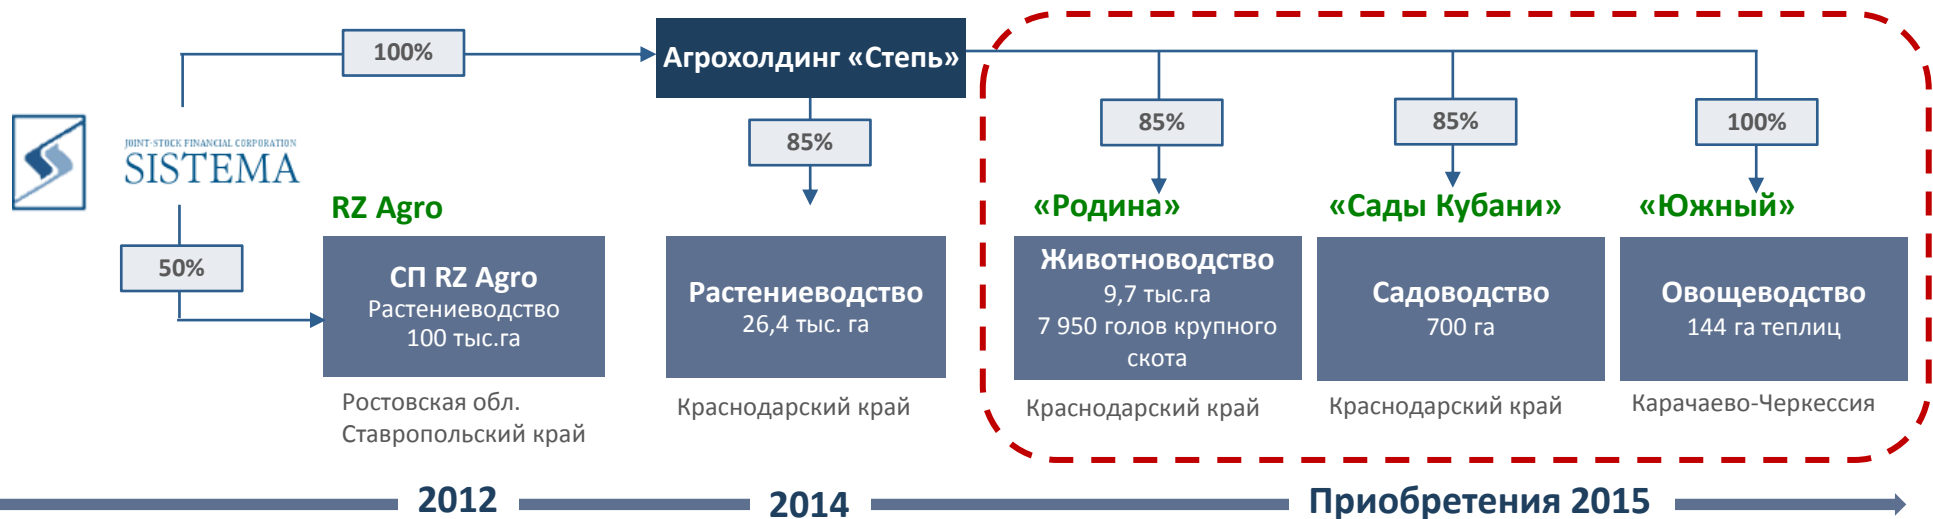 100%
Агрохолдинг «Степь»
JOINT-STOCK FINANCIAL CORPORATION
SISTEMA
50%
85%
85%
85%
100%
RZ Agro
СП RZ Agro
Растениеводство
100 тыс.га
Ростовская обл.
Ставропольский край
Растениеводство
26,4 тыс. га
Краснодарский край
«Родина»
Животноводство
9,7 тыс.га
7 950 голов крупного
скота
Краснодарский край
«Сады Кубани»
Садоводство
700 га
Краснодарский край
«Южный»
Овощеводство
144 га теплиц
Карачаево-Черкессия
2012
2014
Приобретения 2015